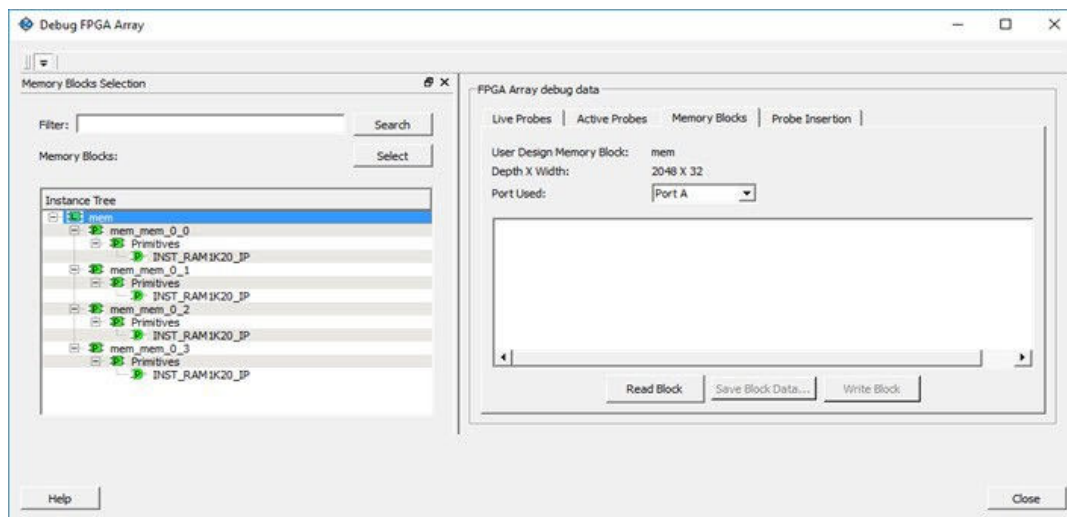 Debug FPGA Array
Memory Blocks Selection
Filter:
Search
Memory Blocks:
Select
Instance Tree
mem
mem_mem_0_0
Primitives
INST_RAM1K20_IP
mem_mem_0_1
Primitives
INST_RAM1K20_IP
mem_mem_0_2
Primitives
INST_RAM1K20_IP
mem_mem_0_3
Primitives
INST_RAM1K20_IP
FPGA Array debug data
Live Probes Active Probes Memory Blocks Probe Insertion
User Design Memory Block: mem
Depth X Width: 2048 X 32
Port Used: Port A
Read Block Save Block Data... Write Block
Help
Close